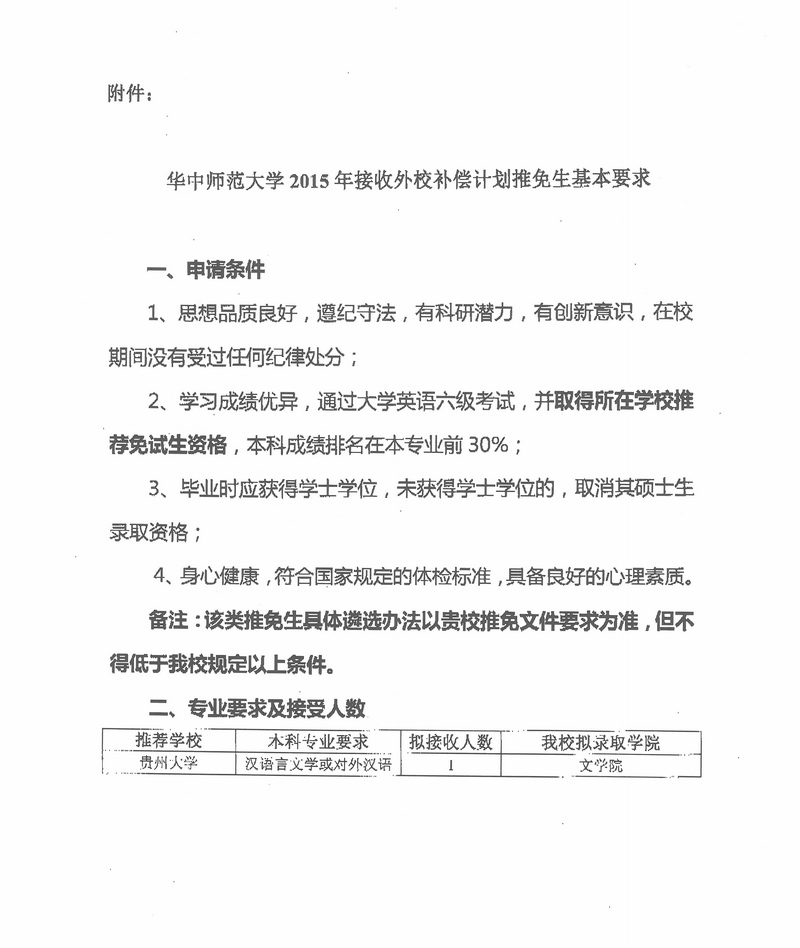 附件：
华中师范大学 2015 年接收外校补偿计划推免生基本要求
一、申请条件
1、思想品质良好，遵纪守法，有科研潜力，有创新意识，在校
期间没有受过任何纪律处分；
2、学习成绩优异，通过大学英语六级考试，并取得所在学校推
荐免试生资格，本科成绩排名在本专业前 30%；
3、毕业时应获得学士学位，未获得学士学位的，取消其硕士生
录取资格；
4、身心健康，符合国家规定的体检标准，具备良好的心理素质。
备注：该类推免生具体遴选办法以贵校推免文件要求为准，但不
得低于我校规定以上条件。
二、专业要求及接受人数
推荐学校 本科专业要求 拟接收人数 我校拟录取学院
贵州大学 汉语言文学或对外汉语 1 文学院